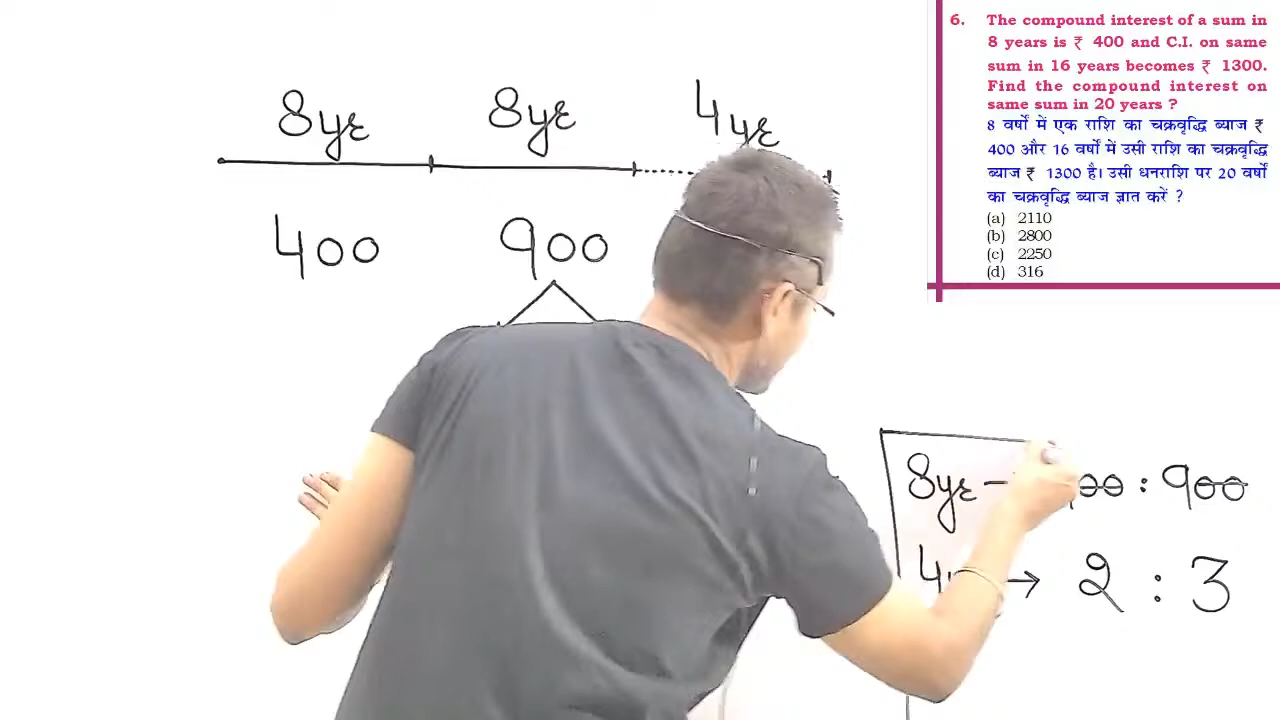 6. The compound interest of a sum in
8 years is ₹ 400 and C.I. on same
sum in 16 years becomes ₹ 1300.
Find the compound interest on
same sum in 20 years ?
8 वर्षों में एक राशि का चक्रवृद्धि ब्याज ₹
400 और 16 वर्षों में उसी राशि का चक्रवृद्धि
ब्याज ₹ 1300 है। उसी धनराशि पर 20 वर्षों
का चक्रवृद्धि ब्याज ज्ञात करें ?
(a) 2110
(b) 2800
(c) 2250
(d) 316
8yr 8yr 4yr
400 900
8yr 00 : 900
4 → 2 : 3